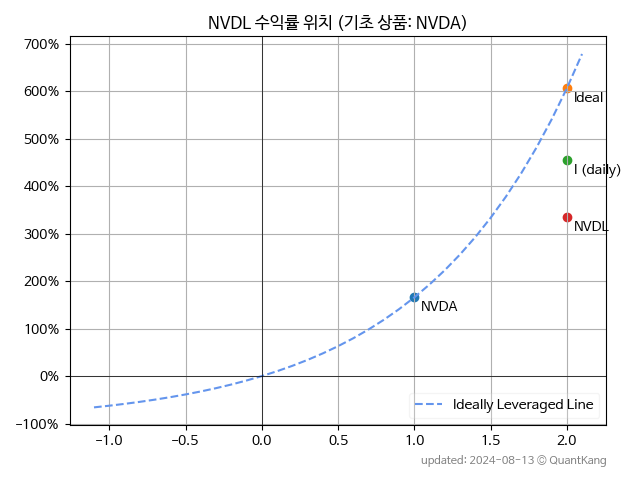 NVDL 수익률 위치 (기초 상품: NVDA)
700%
600%
500%
400%
300%
200%
100%
0%
-100%
Ideal
I (daily)
NVDL
NVDA
Ideally Leveraged Line
-1.0 -0.5 0.0 0.5 1.0 1.5 2.0
updated: 2024-08-13 © QuantKang